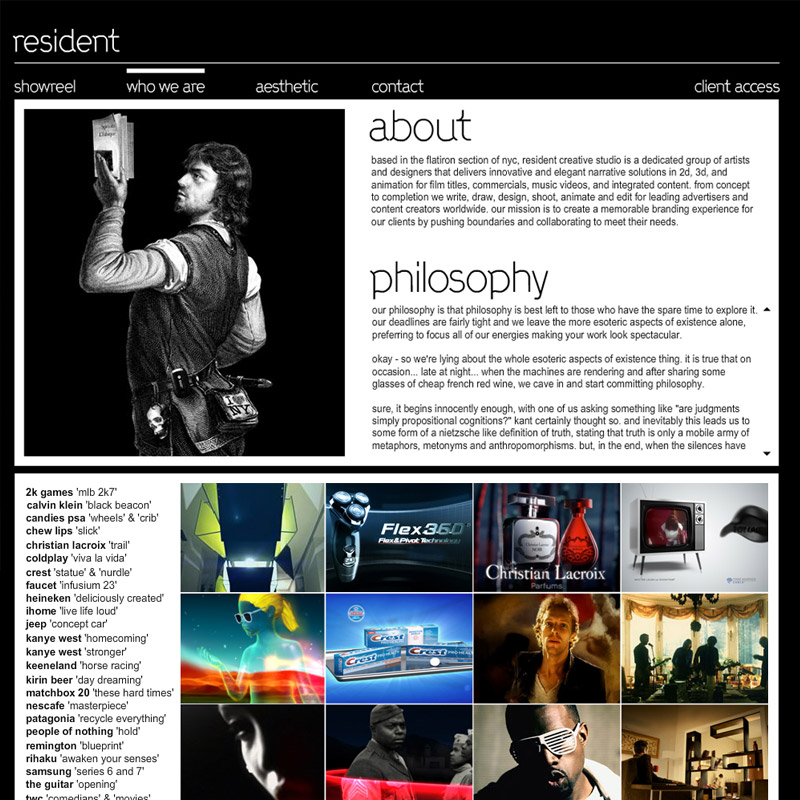 resident
showreel
who we are
aesthetic
contact
client access
about
based in the flatiron section of nyc, resident creative studio is a dedicated group of artists
and designers that delivers innovative and elegant narrative solutions in 2d, 3d, and
animation for film titles, commercials, music videos, and integrated content. from concept
to completion we write, draw, design, shoot, animate and edit for leading advertisers and
content creators worldwide. our mission is to create a memorable branding experience for
our clients by pushing boundaries and collaborating to meet their needs.
philosophy
our philosophy is that philosophy is best left to those who have the spare time to explore it.
our deadlines are fairly tight and we leave the more esoteric aspects of existence alone,
preferring to focus all of our energies making your work look spectacular.
okay - so we're lying about the whole esoteric aspects of existence thing. it is true that on
occasion... late at night... when the machines are rendering and after sharing some
glasses of cheap french red wine, we cave in and start committing philosophy.
sure, it begins innocently enough, with one of us asking something like "are judgments
simply propositional cognitions?" kant certainly thought so. and inevitably this leads us to
some form of a nietzsche like definition of truth, stating that truth is only a mobile army of
metaphors, metonyms and anthropomorphisms. but, in the end, when the silences have
I NY
2k games 'mlb 2k7'
calvin klein 'black beacon'
candies psa 'wheels' & 'crib'
chew lips 'slick'
christian lacroix 'trail'
coldplay 'viva la vida'
crest 'statue' & 'nurdle'
faucet 'infusium 23'
heineken 'deliciously created'
ihome 'live life loud'
jeep 'concept car'
kanye west 'homecoming'
kanye west 'stronger'
keeneland 'horse racing'
kirin beer 'day dreaming'
matchbox 20 'these hard times'
nescafe 'masterpiece'
patagonia 'recycle everything'
people of nothing 'hold'
remington 'blueprint'
rihaku 'awaken your senses'
samsung 'series 6 and 7'
the guitar 'opening'
twc 'comedians' & 'movies'
Flex360
Flex&Pivot Technology
Christian Lacroix
Parfums
Crest
Crest